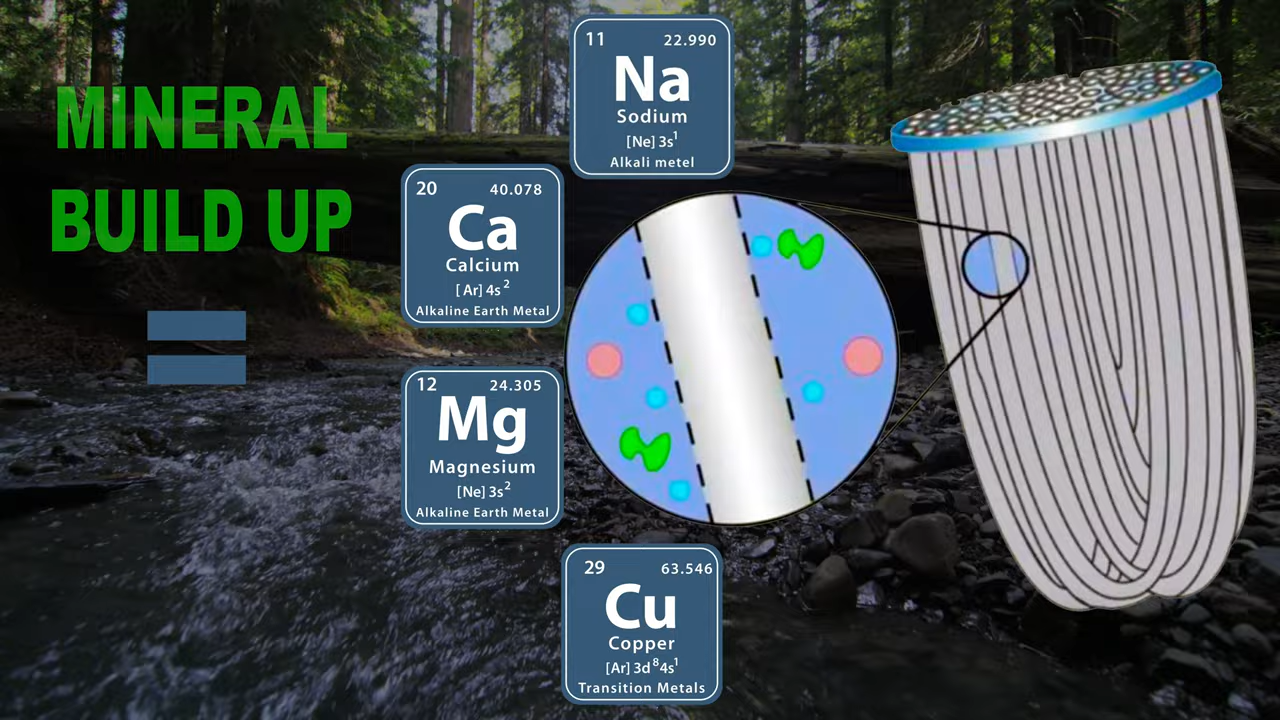 MINERAL
BUILD UP
11 22.990
Na
Sodium
[Ne] 3s1
Alkali metel
20 40.078
Ca
Calcium
[ Ar] 4s2
Alkaline Earth Metal
12 24.305
Mg
Magnesium
[Ne] 3s2
Alkaline Earth Metal
29 63.546
Cu
Copper
[Ar] 3d84s1
Transition Metals